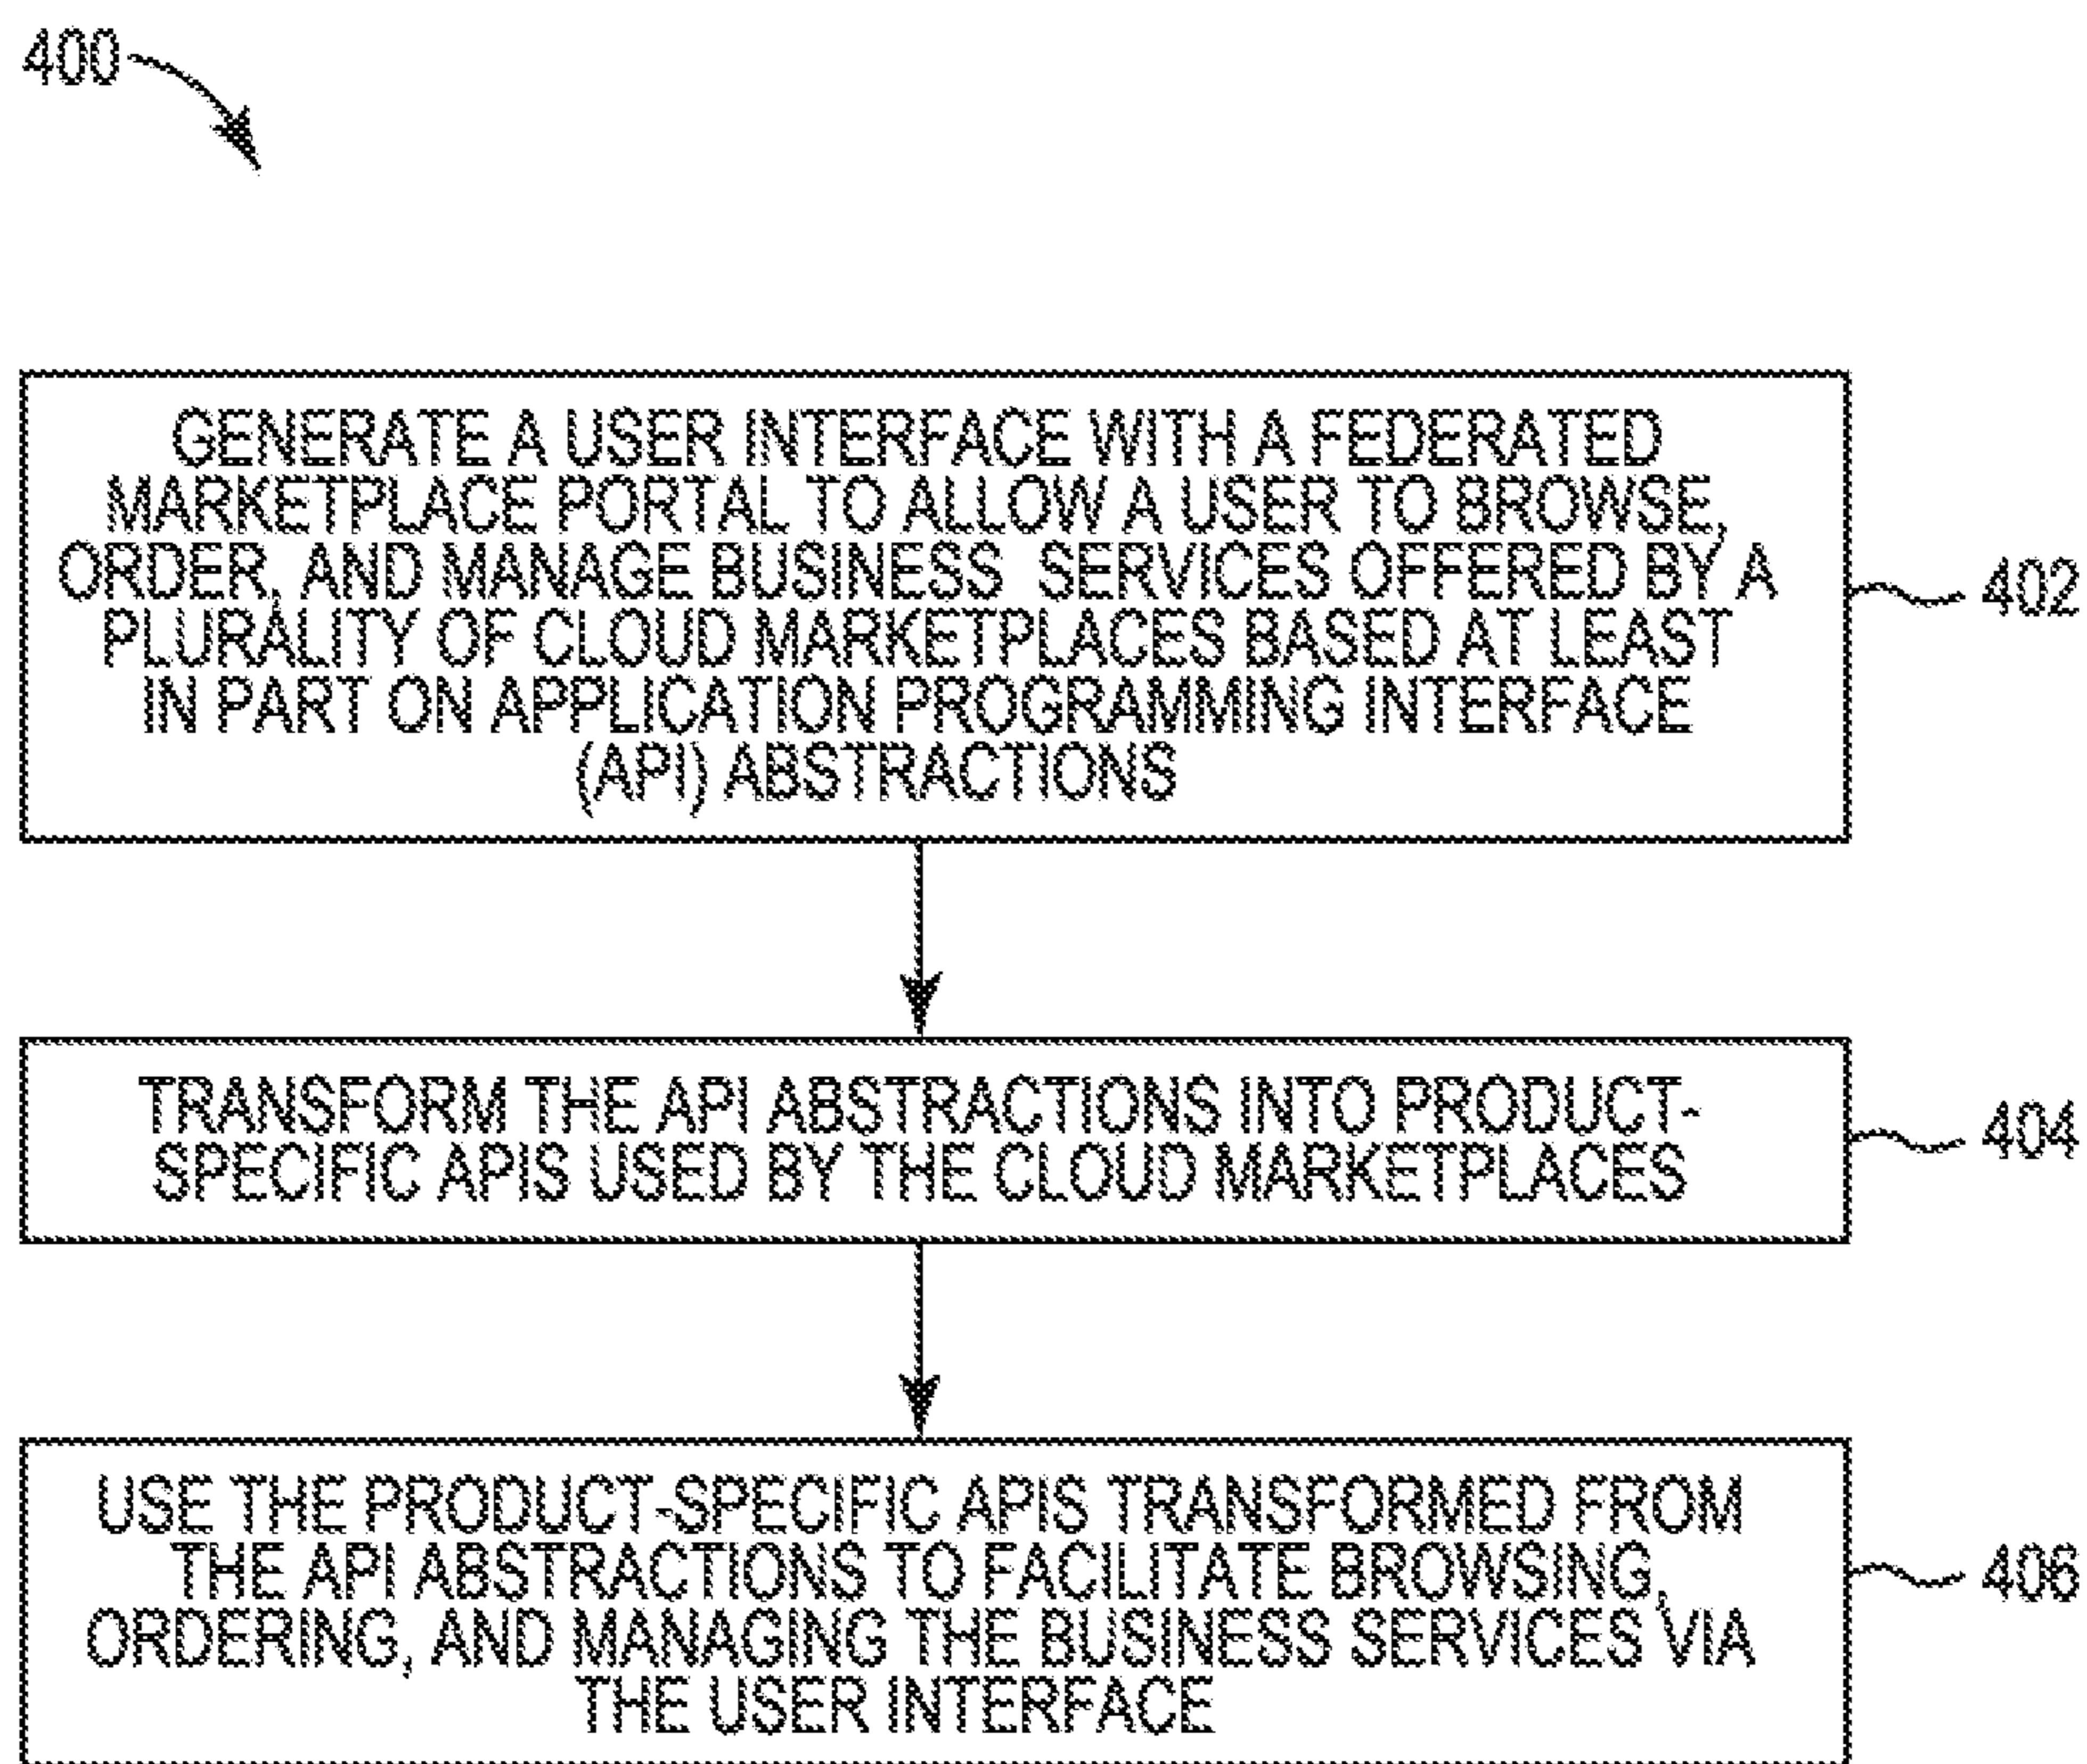 400
GENERATE A USER INTERFACE WITH A FEDERATED
MARKETPLACE PORTAL TO ALLOW A USER TO BROWSE,
ORDER, AND MANAGE BUSINESS SERVICES OFFERED BY A
PLURALITY OF CLOUD MARKETPLACES BASED AT LEAST
IN PART ON APPLICATION PROGRAMMING INTERFACE
(API) ABSTRACTIONS
402
TRANSFORM THE API ABSTRACTIONS INTO PRODUCT-
SPECIFIC APIS USED BY THE CLOUD MARKETPLACES
404
USE THE PRODUCT-SPECIFIC APIS TRANSFORMED FROM
THE API ABSTRACTIONS TO FACILITATE BROWSING,
ORDERING, AND MANAGING THE BUSINESS SERVICES VIA
THE USER INTERFACE
406